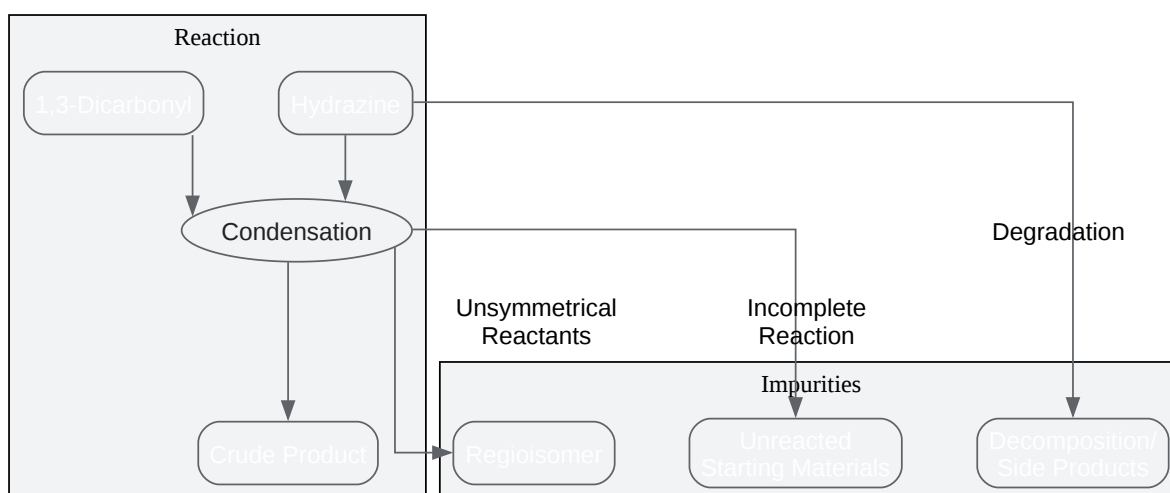 Reaction
1,3-Dicarbonyl
Hydrazine
Condensation
Degradation
Unsymmetrical
Reactants
Incomplete
Reaction
Impurities
Crude Product
Regioisomer
Unreacted
Starting Materials
Decomposition/
Side Products